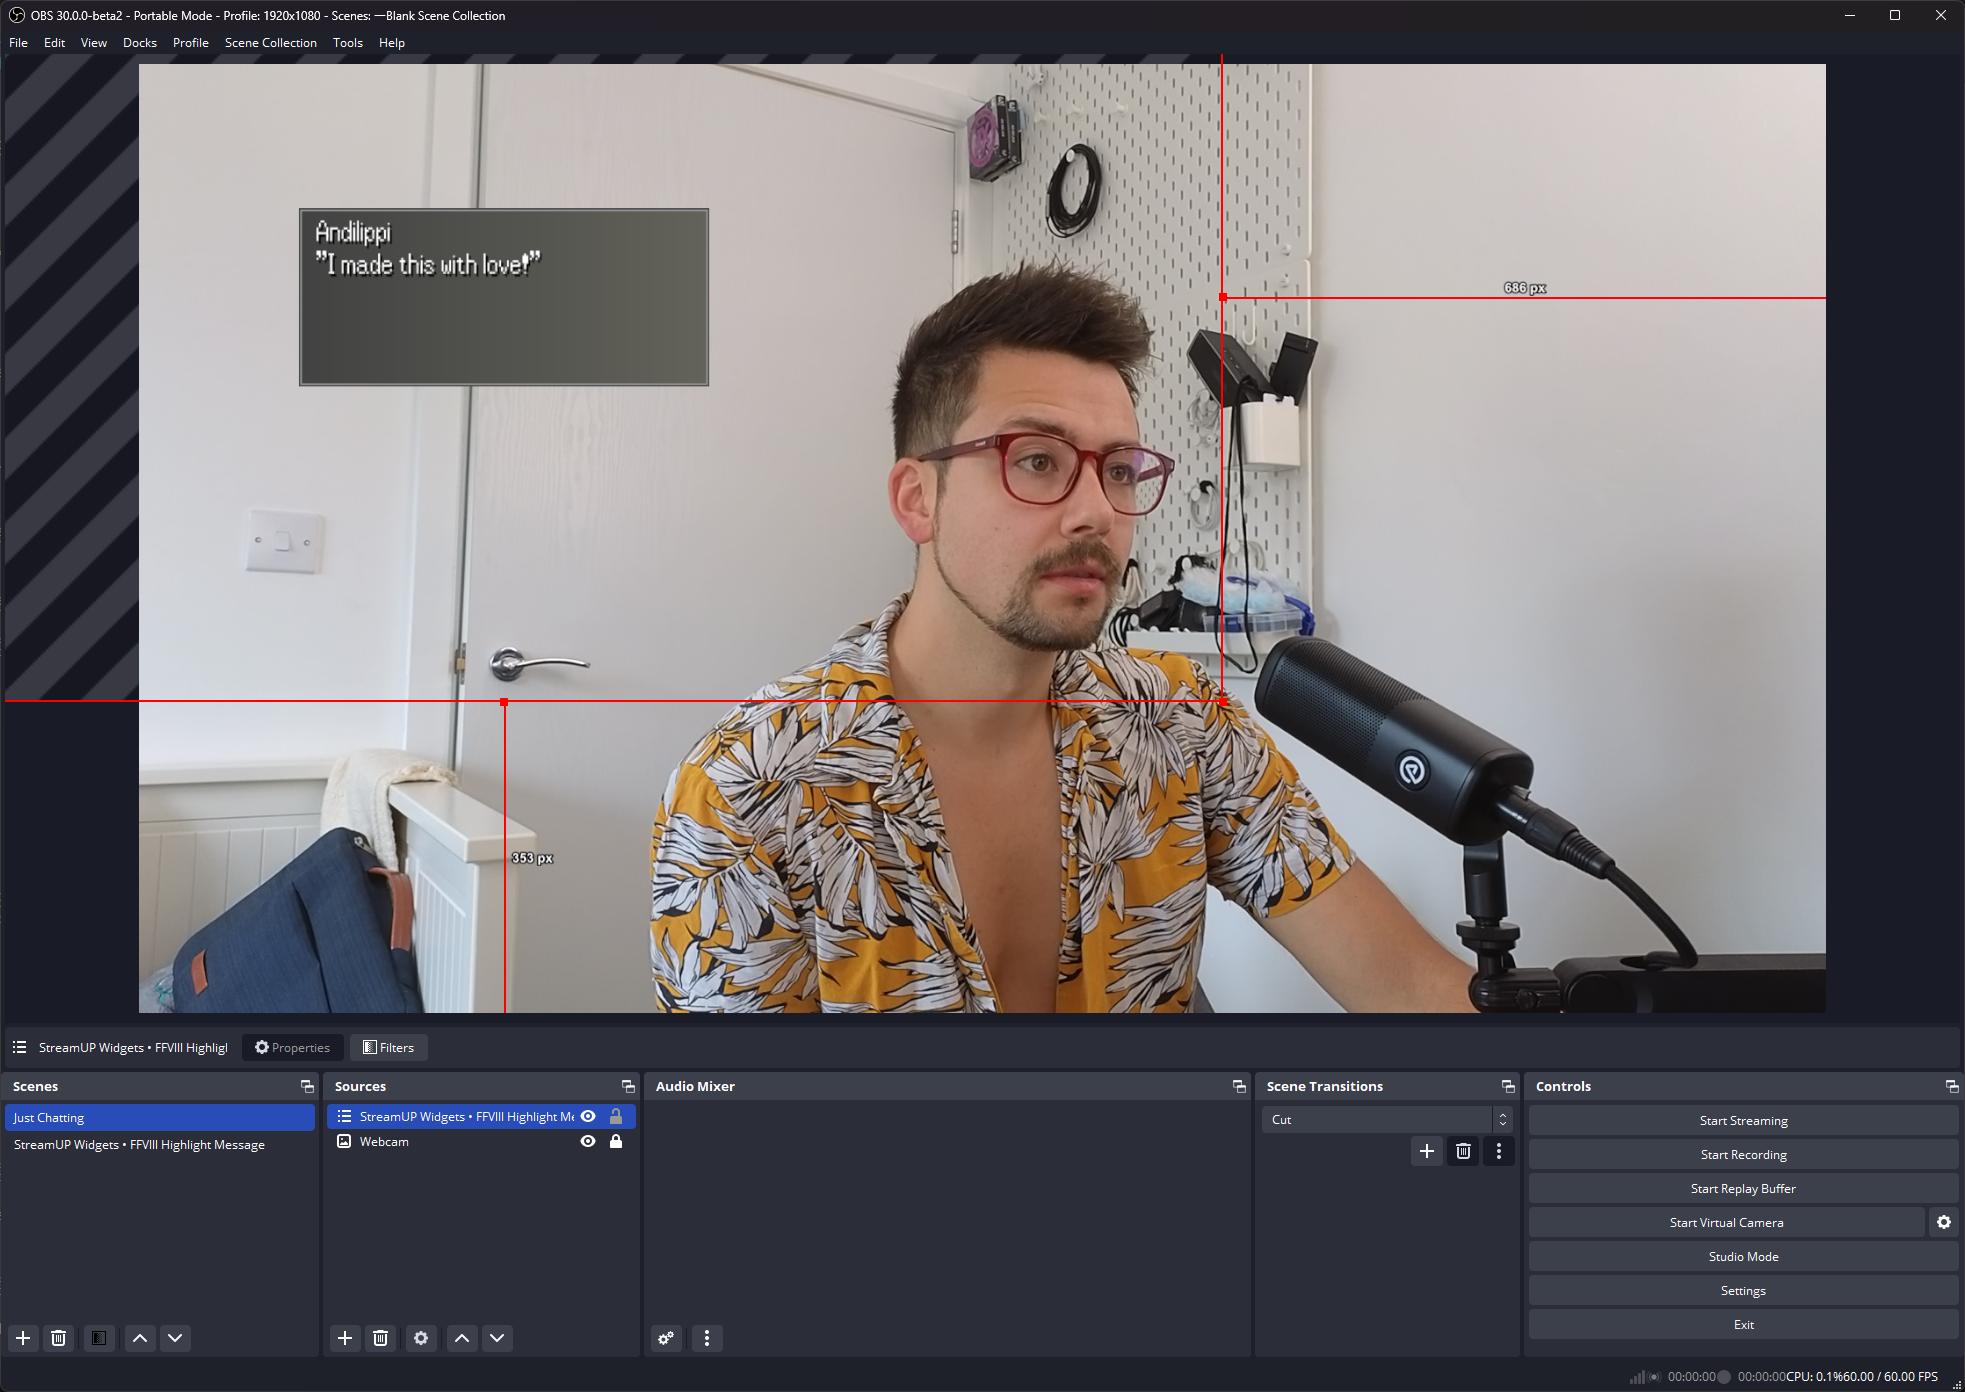 OBS 30.0.0-beta2 - Portable Mode - Profile: 1920x1080 - Scenes: —Blank Scene Collection
File Edit View Docks Profile Scene Collection Tools Help
Andilippi
"I made this with love!"
686 px
353 px
StreamUP Widgets • FFVIII Highligl
Properties
Filters
Scenes
Just Chatting
StreamUP Widgets • FFVIII Highlight Message
Sources
StreamUP Widgets • FFVIII Highlight Me
Webcam
Audio Mixer
Scene Transitions
Cut
Controls
Start Streaming
Start Recording
Start Replay Buffer
Start Virtual Camera
Studio Mode
Settings
Exit
00:00:00 00:00:00 CPU: 0.1% 60.00 / 60.00 FPS